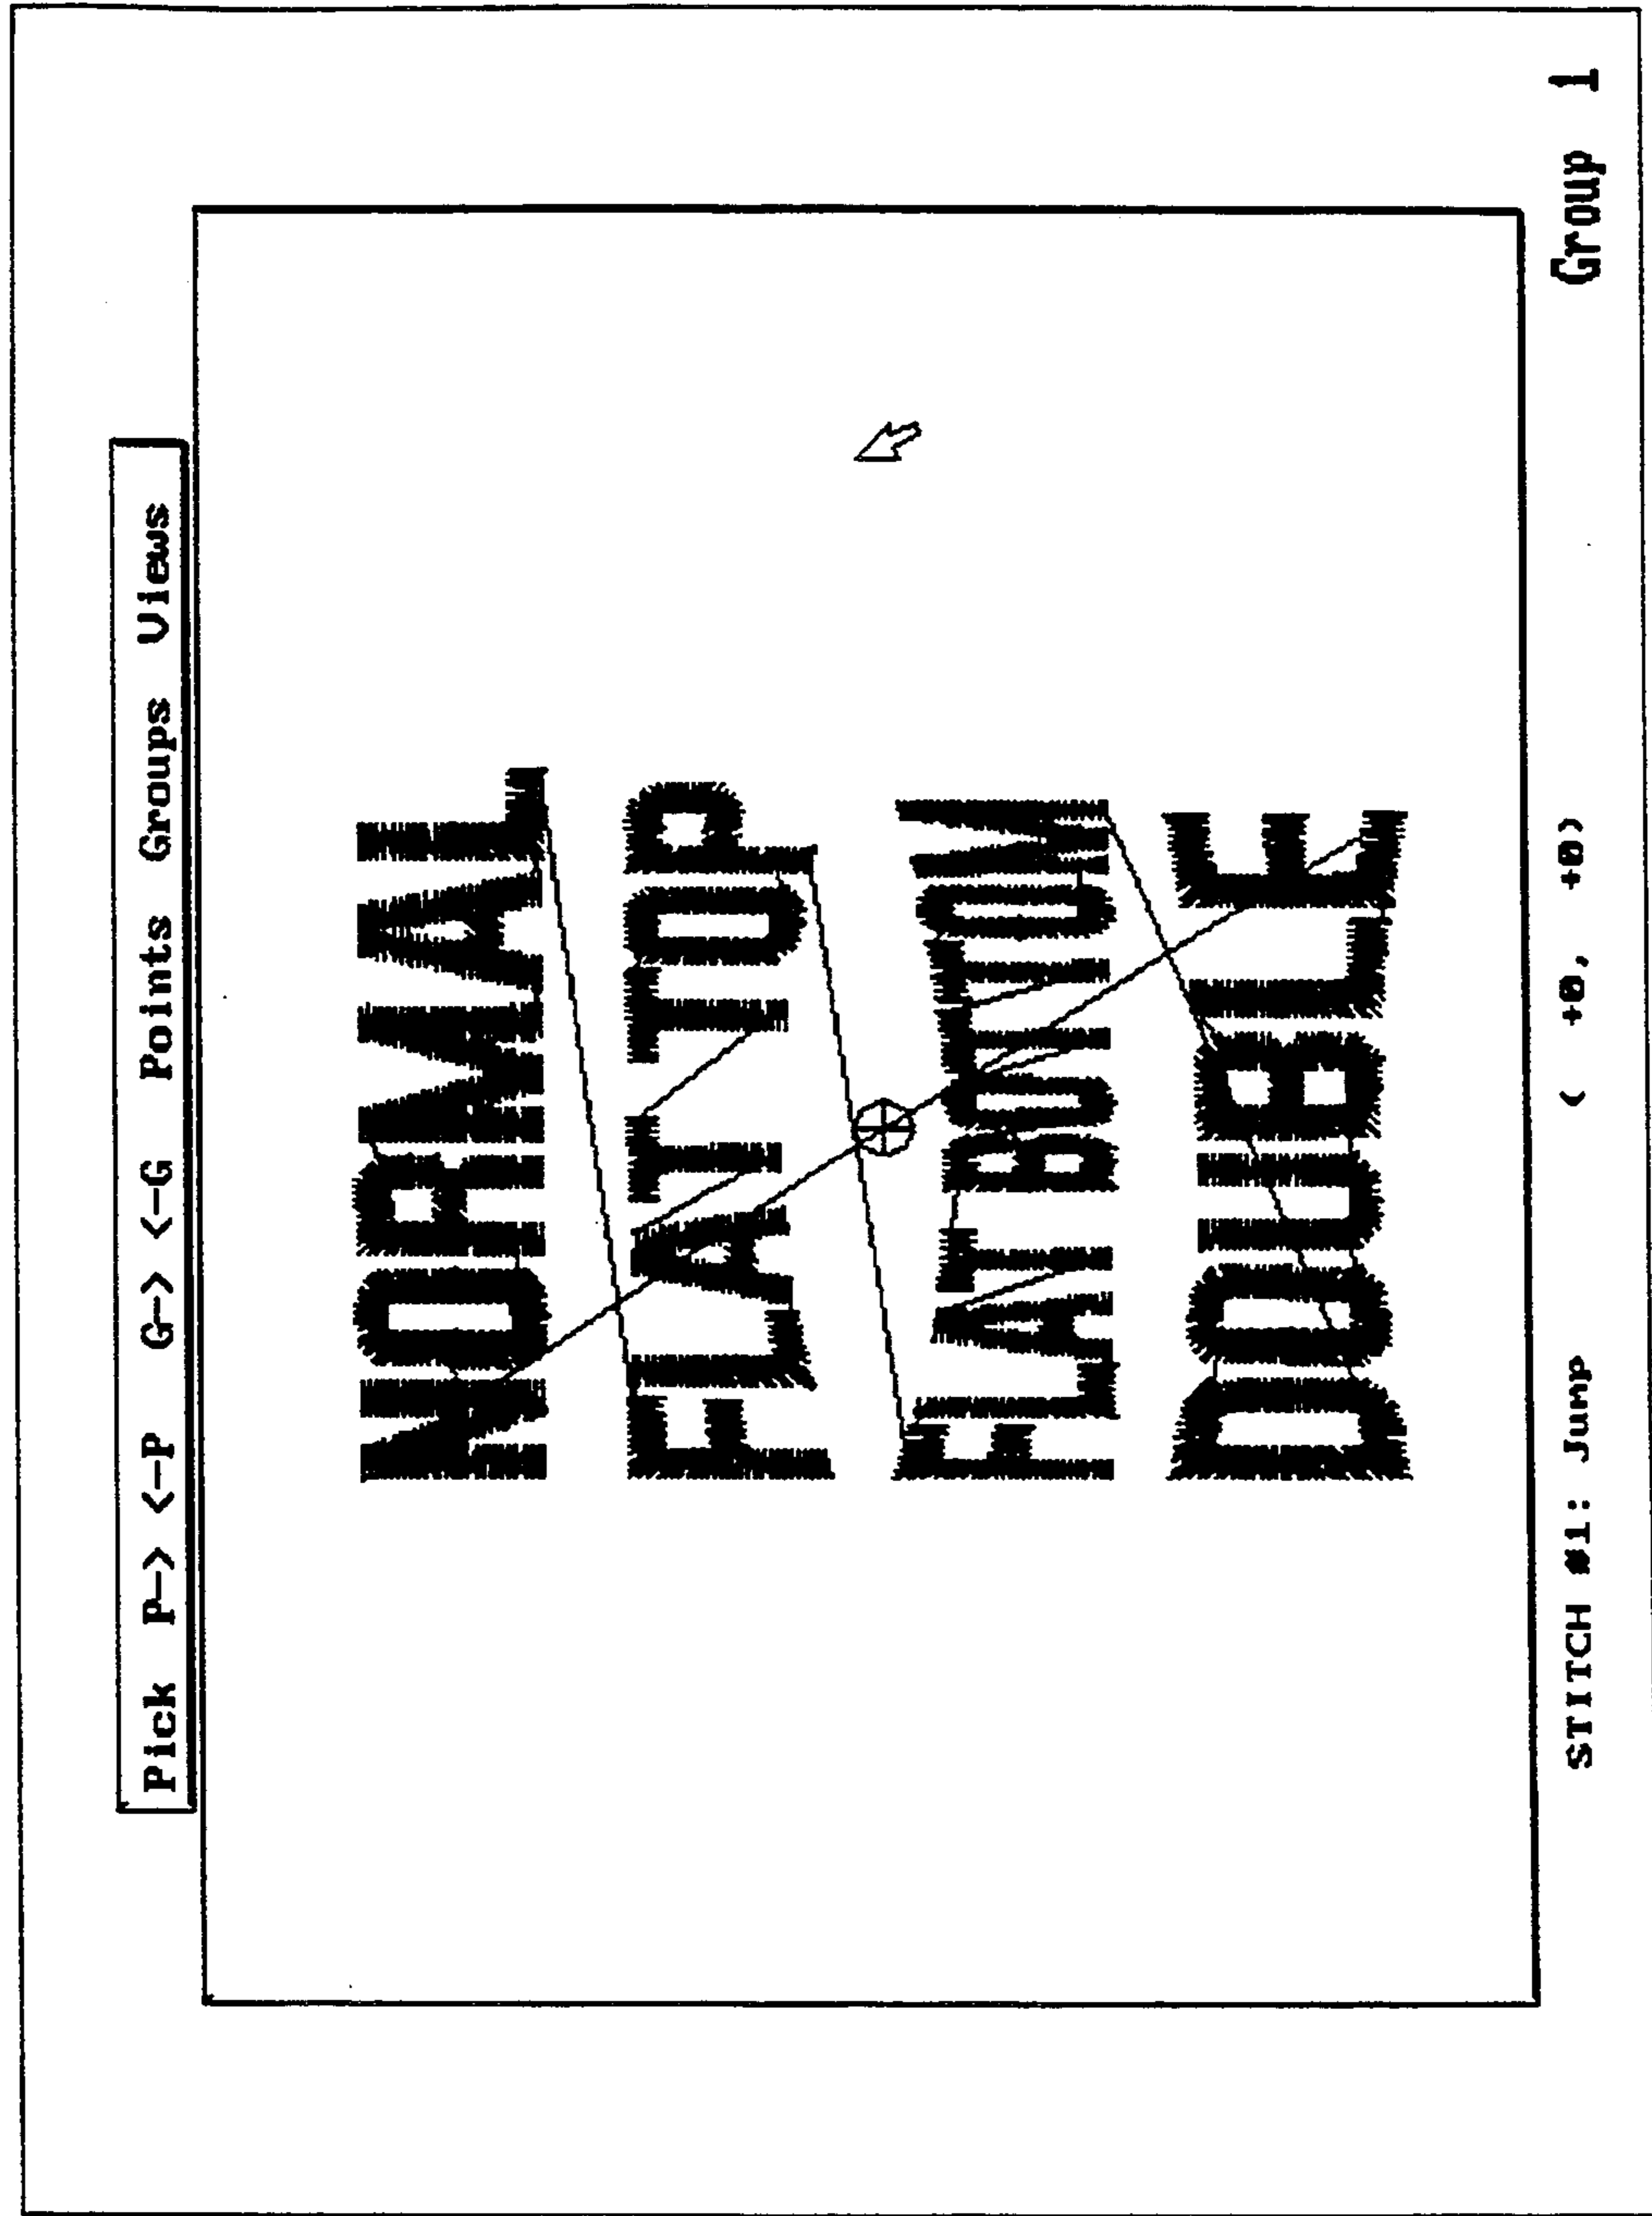 Pick P-> <-P G-> <-G Points Groups Views
NORMAL
FLAT TOP
FLAT BOTTOM
DOUBLE
STITCH #1: Jump ( +0, +0) Group 1